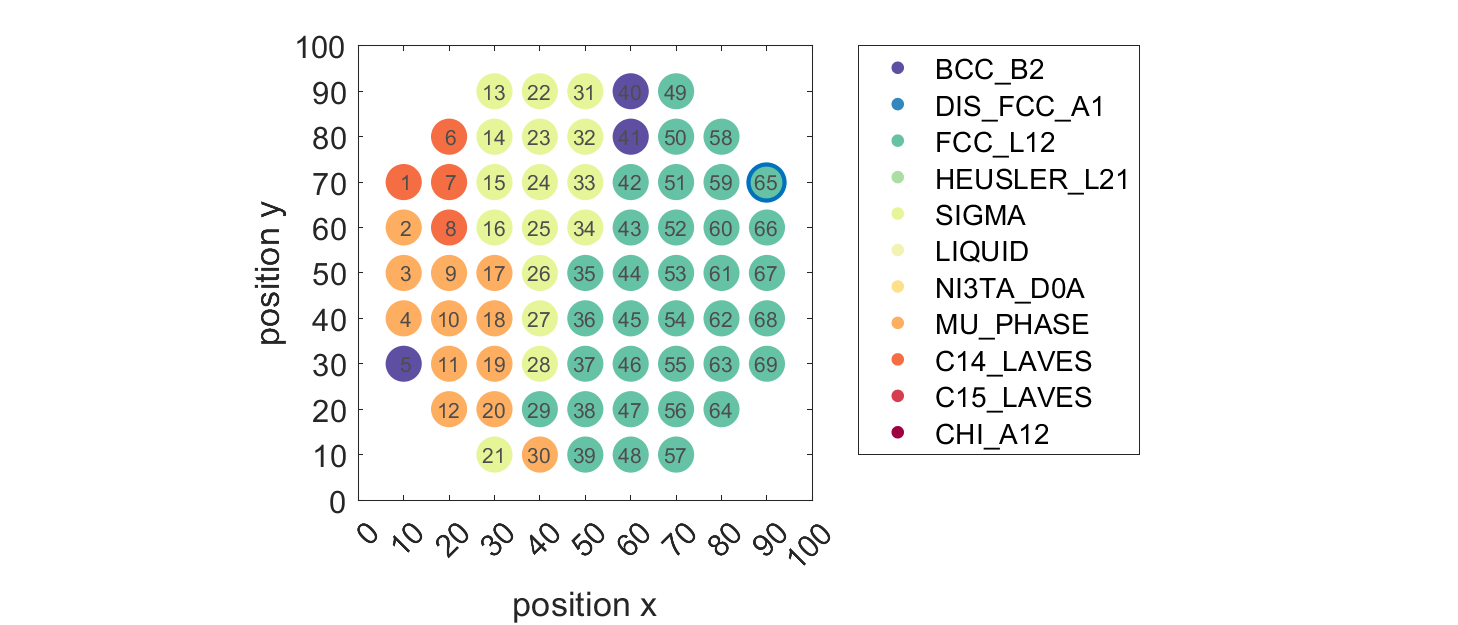 100
90
80
70
60
50
40
30
20
10
0
position y
13 22 31 40 49
6 14 23 32 41 50 58
1 7 15 24 33 42 51 59 65
2 8 16 25 34 43 52 60 66
3 9 17 26 35 44 53 61 67
4 10 18 27 36 45 54 62 68
5 11 19 28 37 46 55 63 69
12 20 29 38 47 56 64
21 30 39 48 57
0 10 20 30 40 50 60 70 80 90 100
position x
BCC_B2
DIS_FCC_A1
FCC_L12
HEUSLER_L21
SIGMA
LIQUID
NI3TA_D0A
MU_PHASE
C14_LAVES
C15_LAVES
CHI_A12